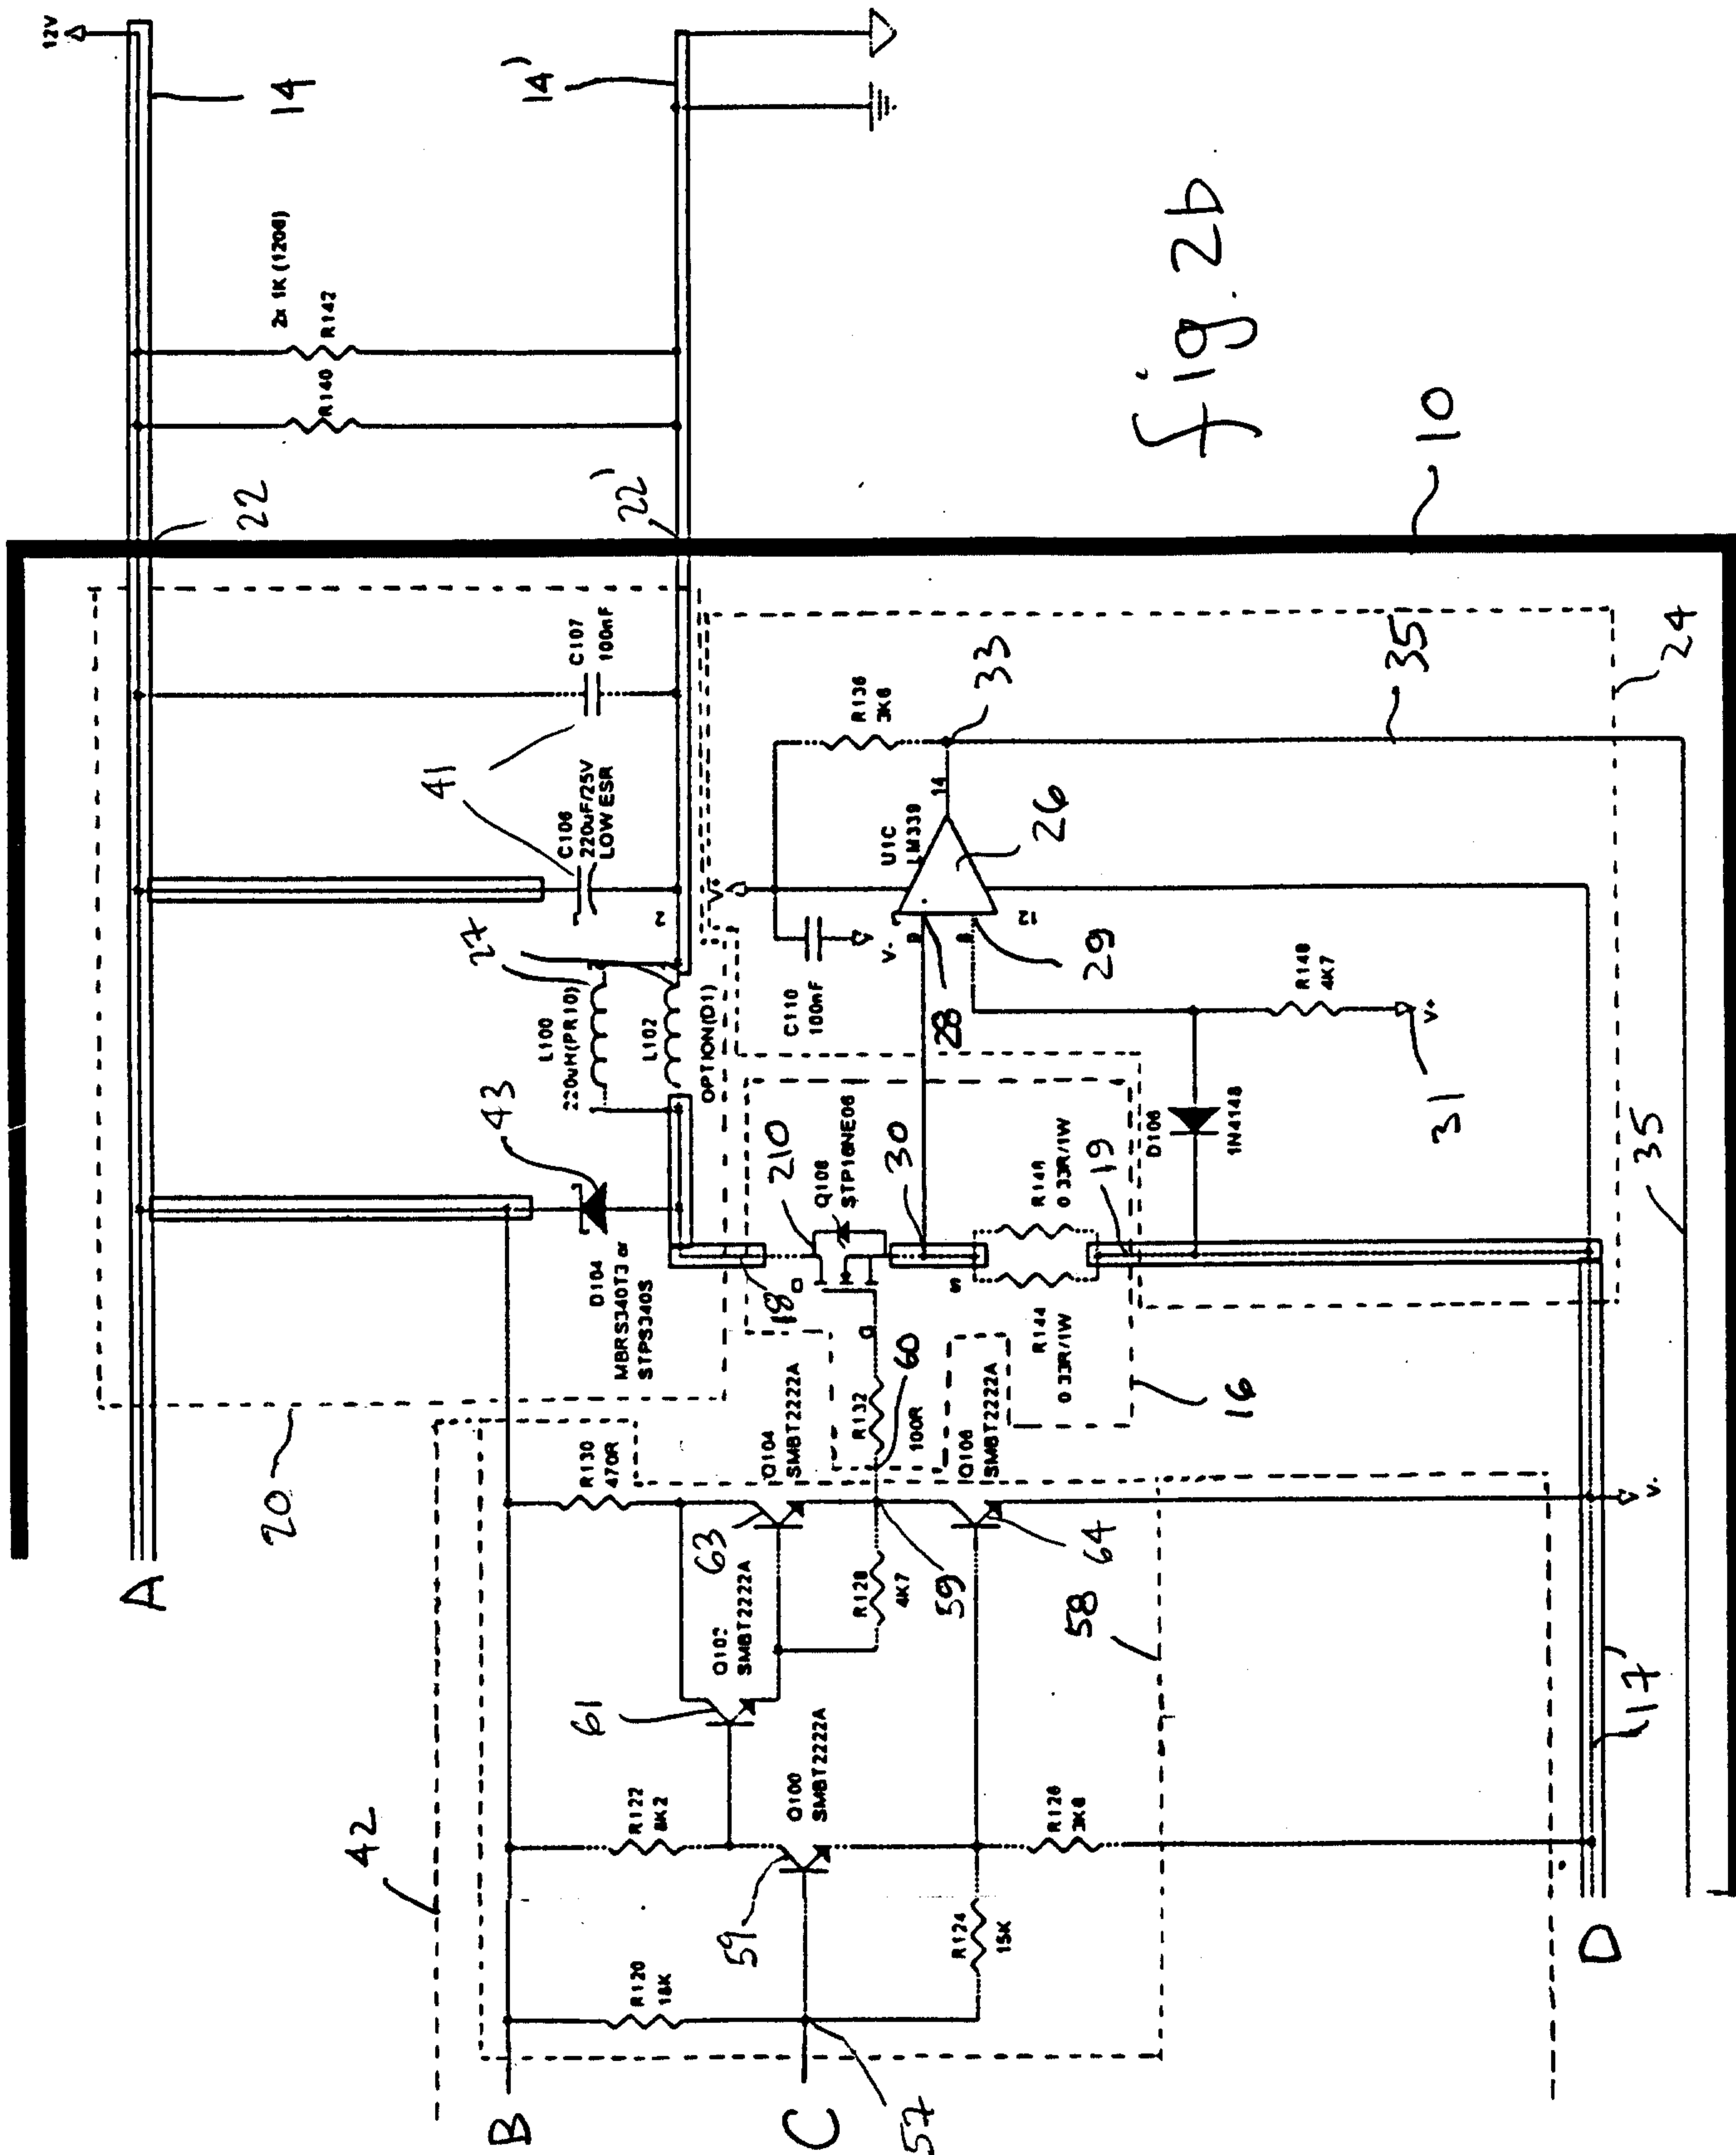 12V
14
14'
2x 1K (1206)
R142
R140
22
22'
fig. 2b
10
C107
100nF
41
C106
220uF/25V
LOW ESR
27
L100
220uH(PR10)
L102
OPTION(D1)
43
D104
MBRS340T3 or
STPS340S
20
R136
3K6
33
35
24
U1C
LM339
14
26
V+
V-
C110
100nF
9
8
28
29
R148
4K7
V+
31
D106
1N4148
35
210
Q108
STP16NE06
30
18
D
G
S
19
0.33R/1W
R144
0.33R/1W
16
60
R132
100R
R130
470R
Q104
SMBT2222A
Q106
SMBT2222A
63
64
59
R128
4K7
58
V-
Q102
SMBT2222A
61
42
R122
8K2
Q100
SMBT2222A
59
R126
3K6
R124
15K
R120
18K
57
17'
A
B
C
D